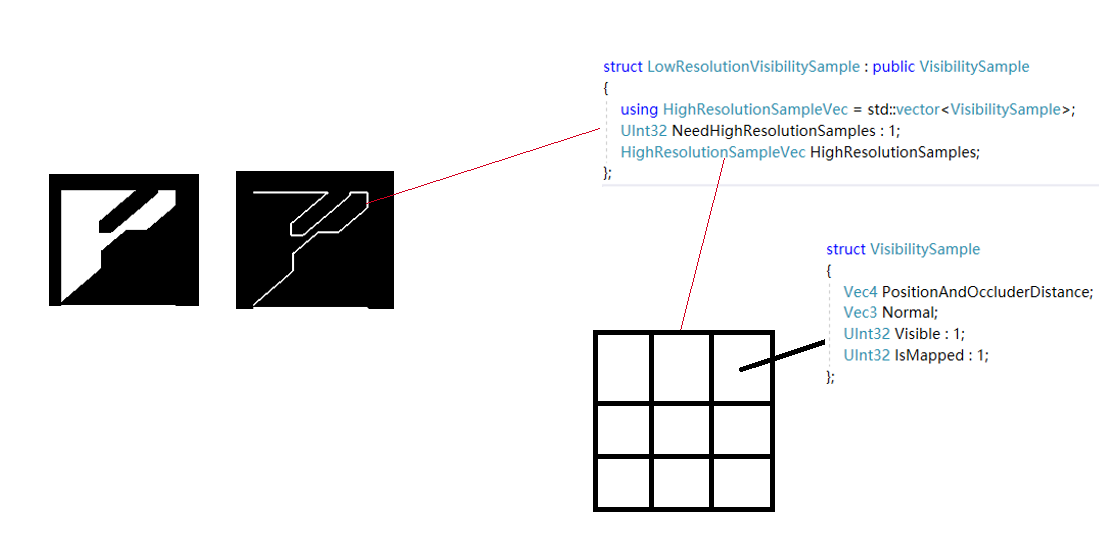 struct LowResolutionVisibilitySample : public VisibilitySample
{
using HighResolutionSampleVec = std::vector<VisibilitySample>;
UInt32 NeedHighResolutionSamples : 1;
HighResolutionSampleVec HighResolutionSamples;
};
struct VisibilitySample
{
Vec4 PositionAndOccluderDistance;
Vec3 Normal;
UInt32 Visible : 1;
UInt32 IsMapped : 1;
};